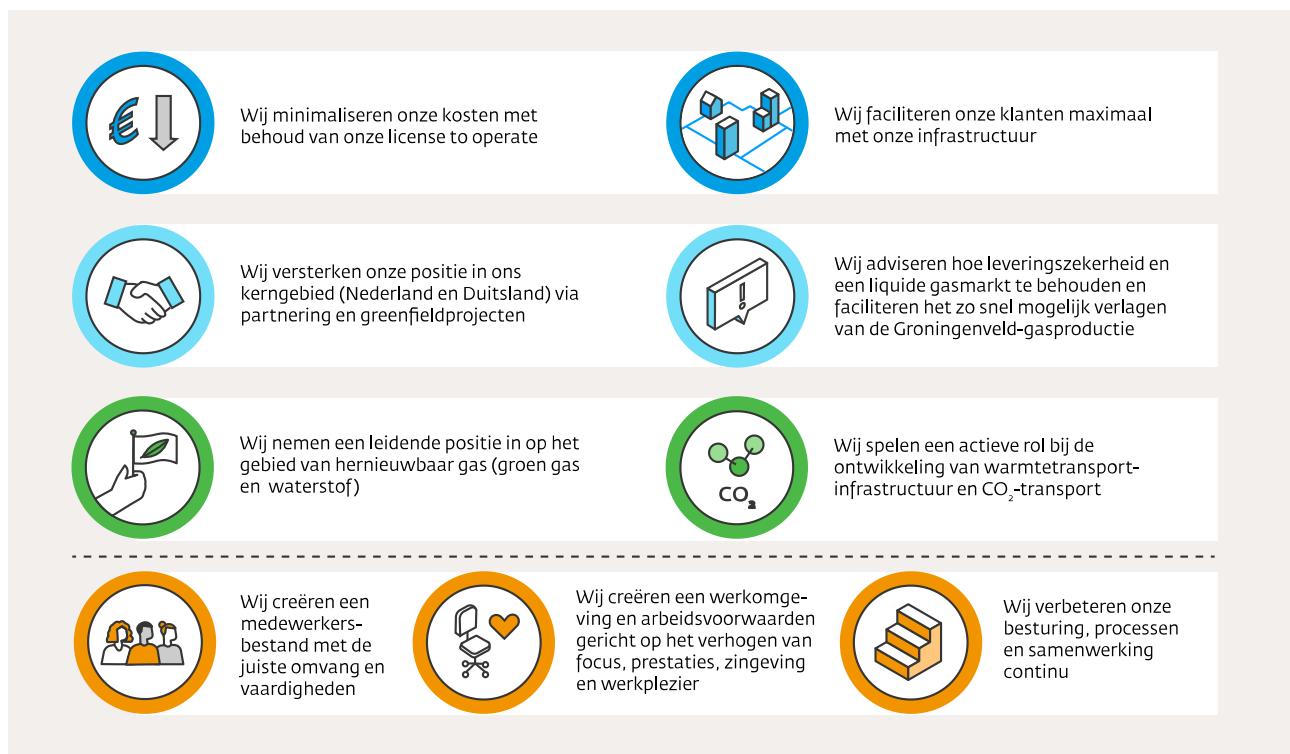 €
Wij minimaliseren onze kosten met
behoud van onze license to operate
Wij faciliteren onze klanten maximaal
met onze infrastructuur
Wij versterken onze positie in ons
kerngebied (Nederland en Duitsland) via
partnering en greenfieldprojecten
!
Wij adviseren hoe leveringszekerheid en
een liquide gasmarkt te behouden en
faciliteren het zo snel mogelijk verlagen
van de Groningenveld-gasproductie
Wij nemen een leidende positie in op het
gebied van hernieuwbaar gas (groen gas
en waterstof)
CO₂
Wij spelen een actieve rol bij de
ontwikkeling van warmtetransport-
infrastructuur en CO₂-transport
Wij creëren een
medewerkers-
bestand met de
juiste omvang en
vaardigheden
Wij creëren een werkomge-
ving en arbeidsvoorwaarden
gericht op het verhogen van
focus, prestaties, zingeving
en werkplezier
Wij verbeteren onze
besturing, processen
en samenwerking
continu